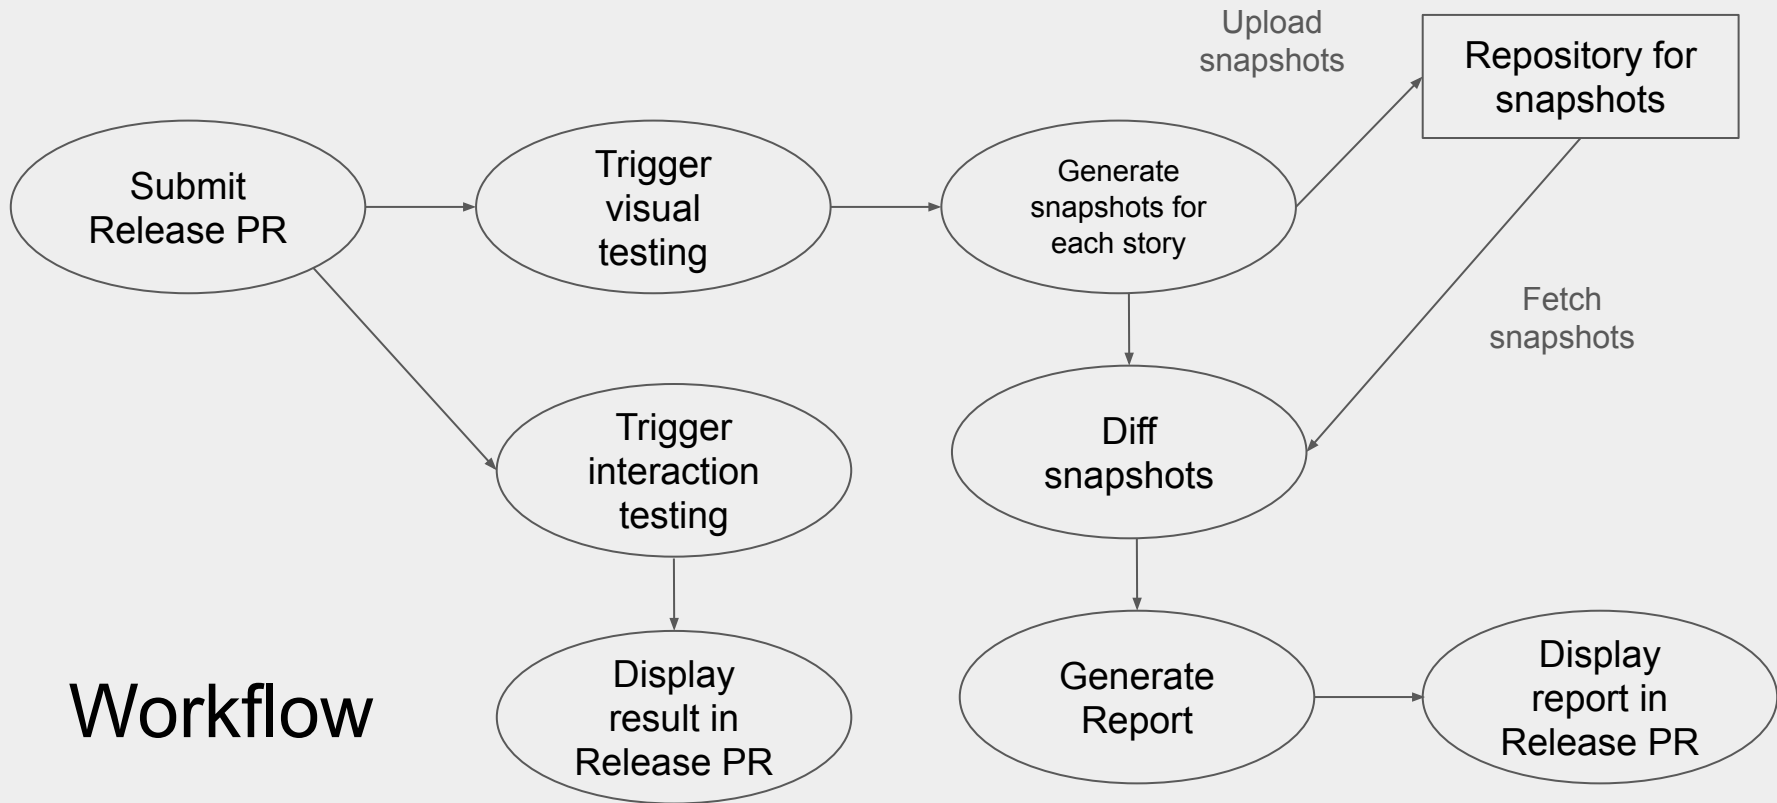 Upload
snapshots
Repository for
snapshots
Submit
Release PR
Trigger
visual
testing
Generate
snapshots for
each story
Fetch
snapshots
Trigger
interaction
testing
Diff
snapshots
Workflow
Display
result in
Release PR
Generate
Report
Display
report in
Release PR